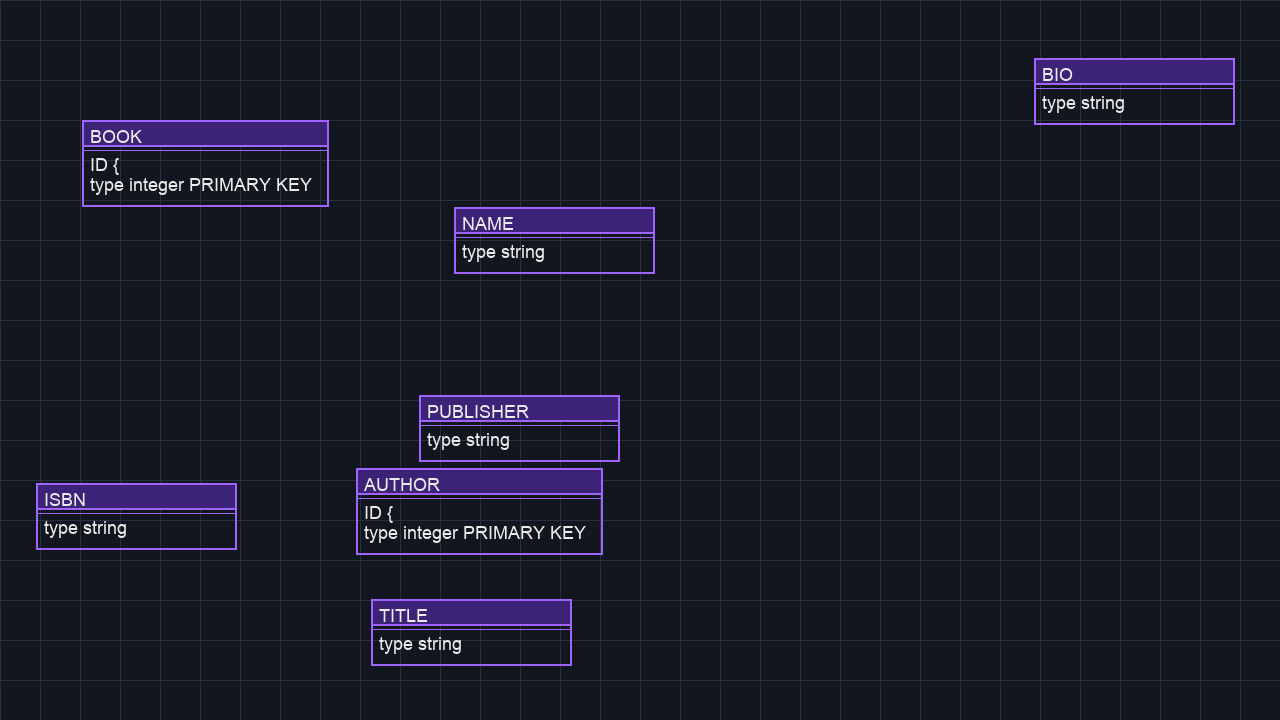 BIO
type string
BOOK
ID {
type integer PRIMARY KEY
NAME
type string
PUBLISHER
type string
AUTHOR
ID {
type integer PRIMARY KEY
ISBN
type string
TITLE
type string